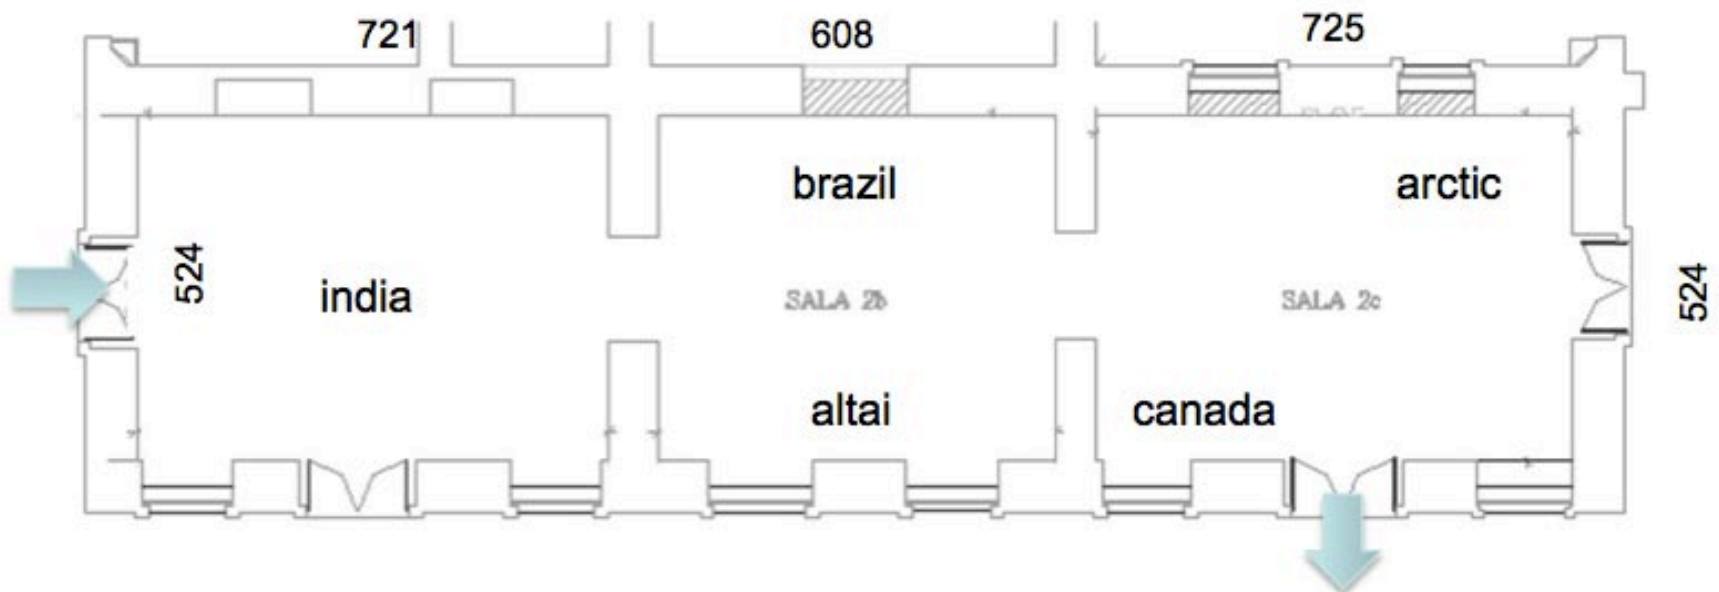 721
608
725
brazil
arctic
524
india
SALA 2b
SALA 2c
524
altai
canada